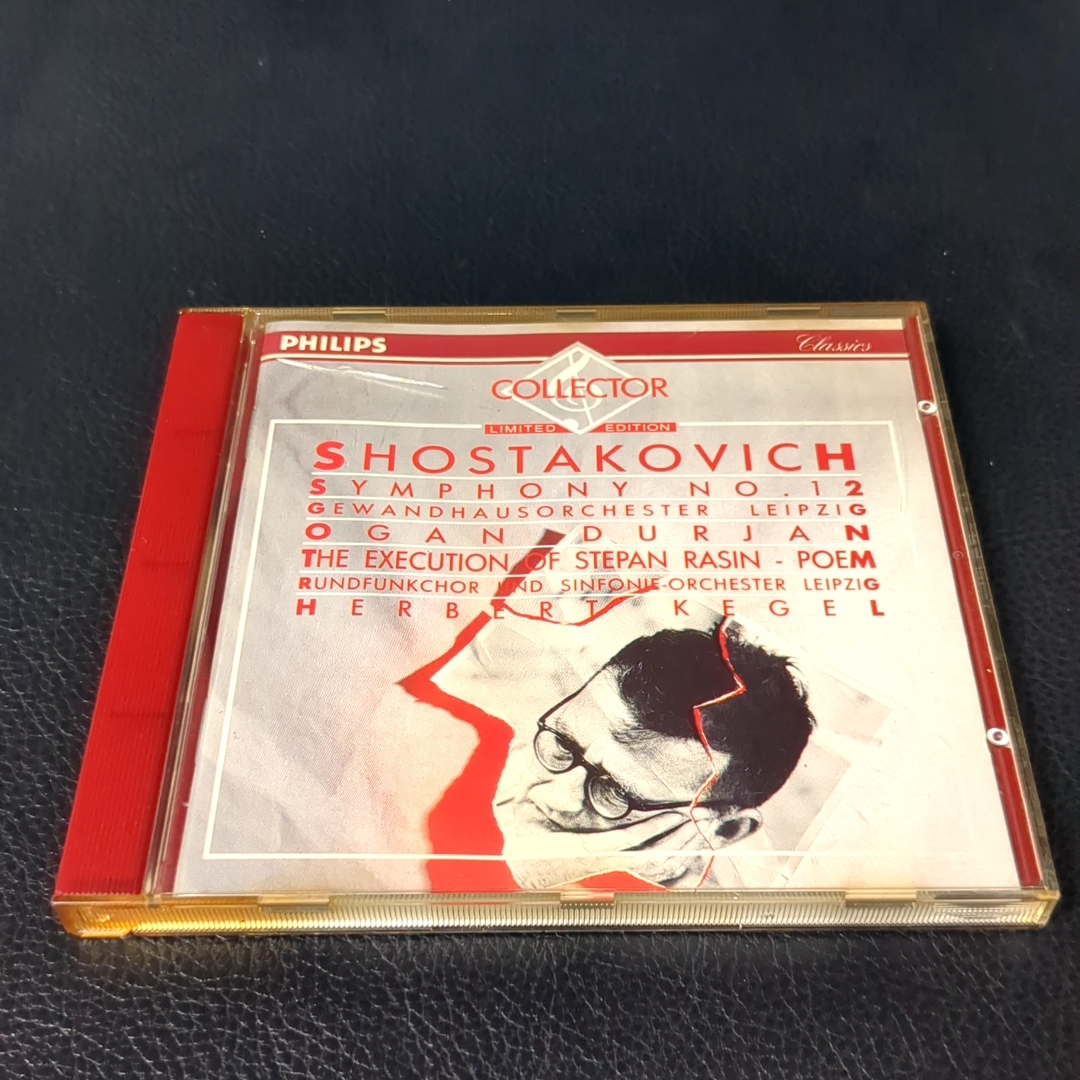 PHILIPS Classics
COLLECTOR
LIMITED EDITION
SHOSTAKOVICH
SYMPHONY NO.12
GEWANDHAUSORCHESTER LEIPZIG
OGAN DURJAN
THE EXECUTION OF STEPAN RASIN - POEM
RUNDFUNKCHOR UND SINFONIE-ORCHESTER LEIPZIG
HERBERT KEGEL